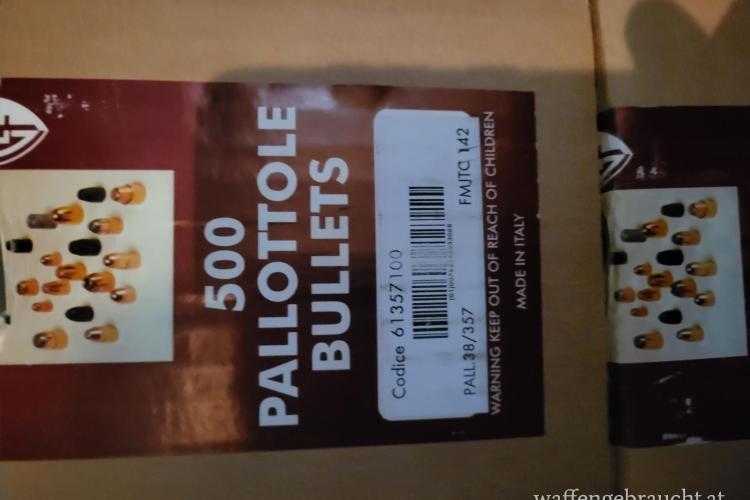 500
PALLOTTOLE
BULLETS
Codice 61357100
PALL.38/357 FMJTC 142
WARNING KEEP OUT OF REACH OF CHILDREN
MADE IN ITALY
waffengebraucht.at